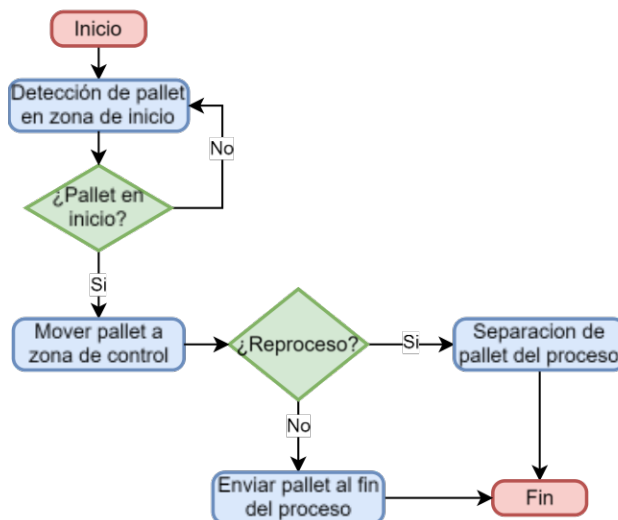 Inicio
Detección de pallet
en zona de inicio
No
¿Pallet en
inicio?
Si
Mover pallet a
zona de control
¿Reproceso?
Si
Separacion de
pallet del proceso
No
Enviar pallet al fin
del proceso
Fin